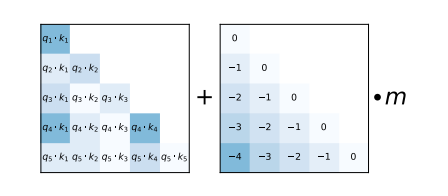 q₁·k₁ 0
q₂·k₁ q₂·k₂ −1 0
q₃·k₁ q₃·k₂ q₃·k₃ + −2 −1 0 •m
q₄·k₁ q₄·k₂ q₄·k₃ q₄·k₄ −3 −2 −1 0
q₅·k₁ q₅·k₂ q₅·k₃ q₅·k₄ q₅·k₅ −4 −3 −2 −1 0